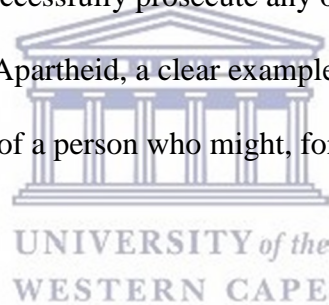 ccessfully prosecute any o
Apartheid, a clear example
of a person who might, for
UNIVERSITY of the
WESTERN CAPE